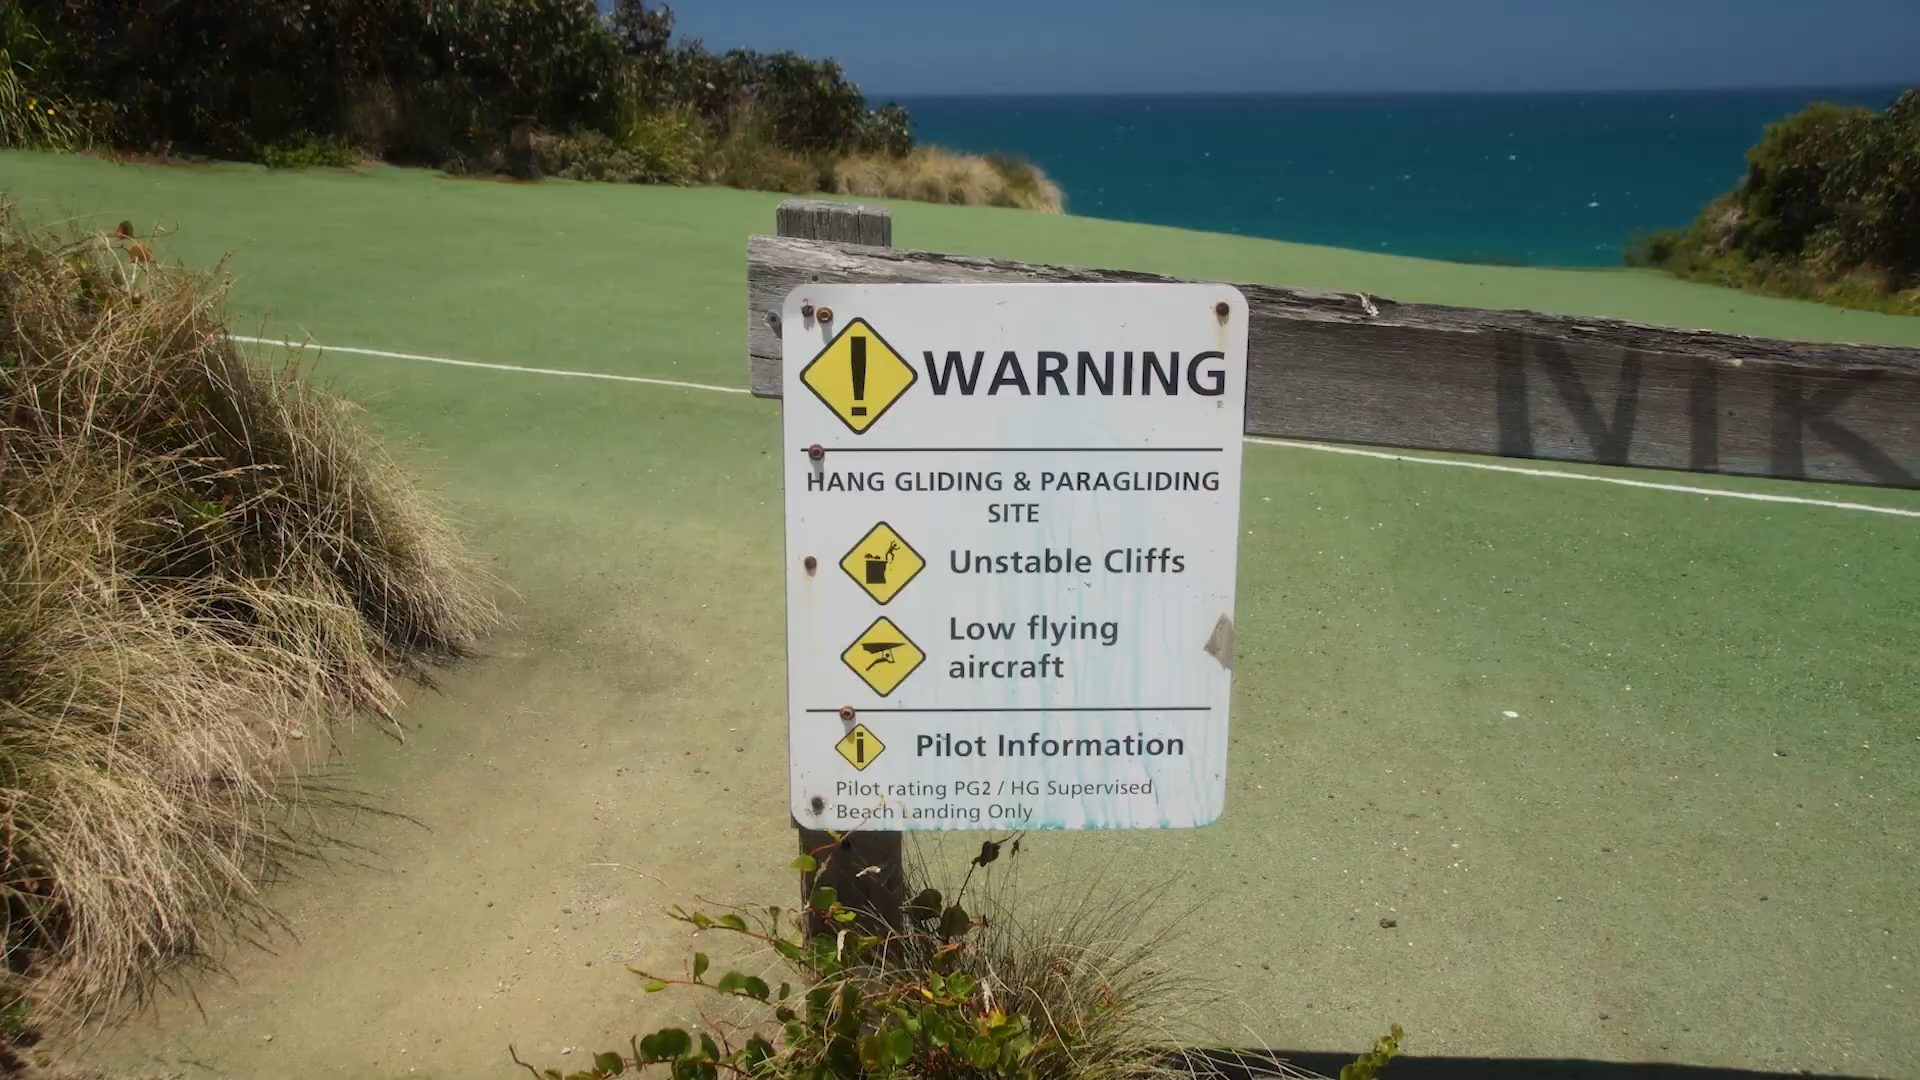 WARNING
HANG GLIDING & PARAGLIDING
SITE
Unstable Cliffs
Low flying
aircraft
i Pilot Information
Pilot rating PG2 / HG Supervised
Beach Landing Only